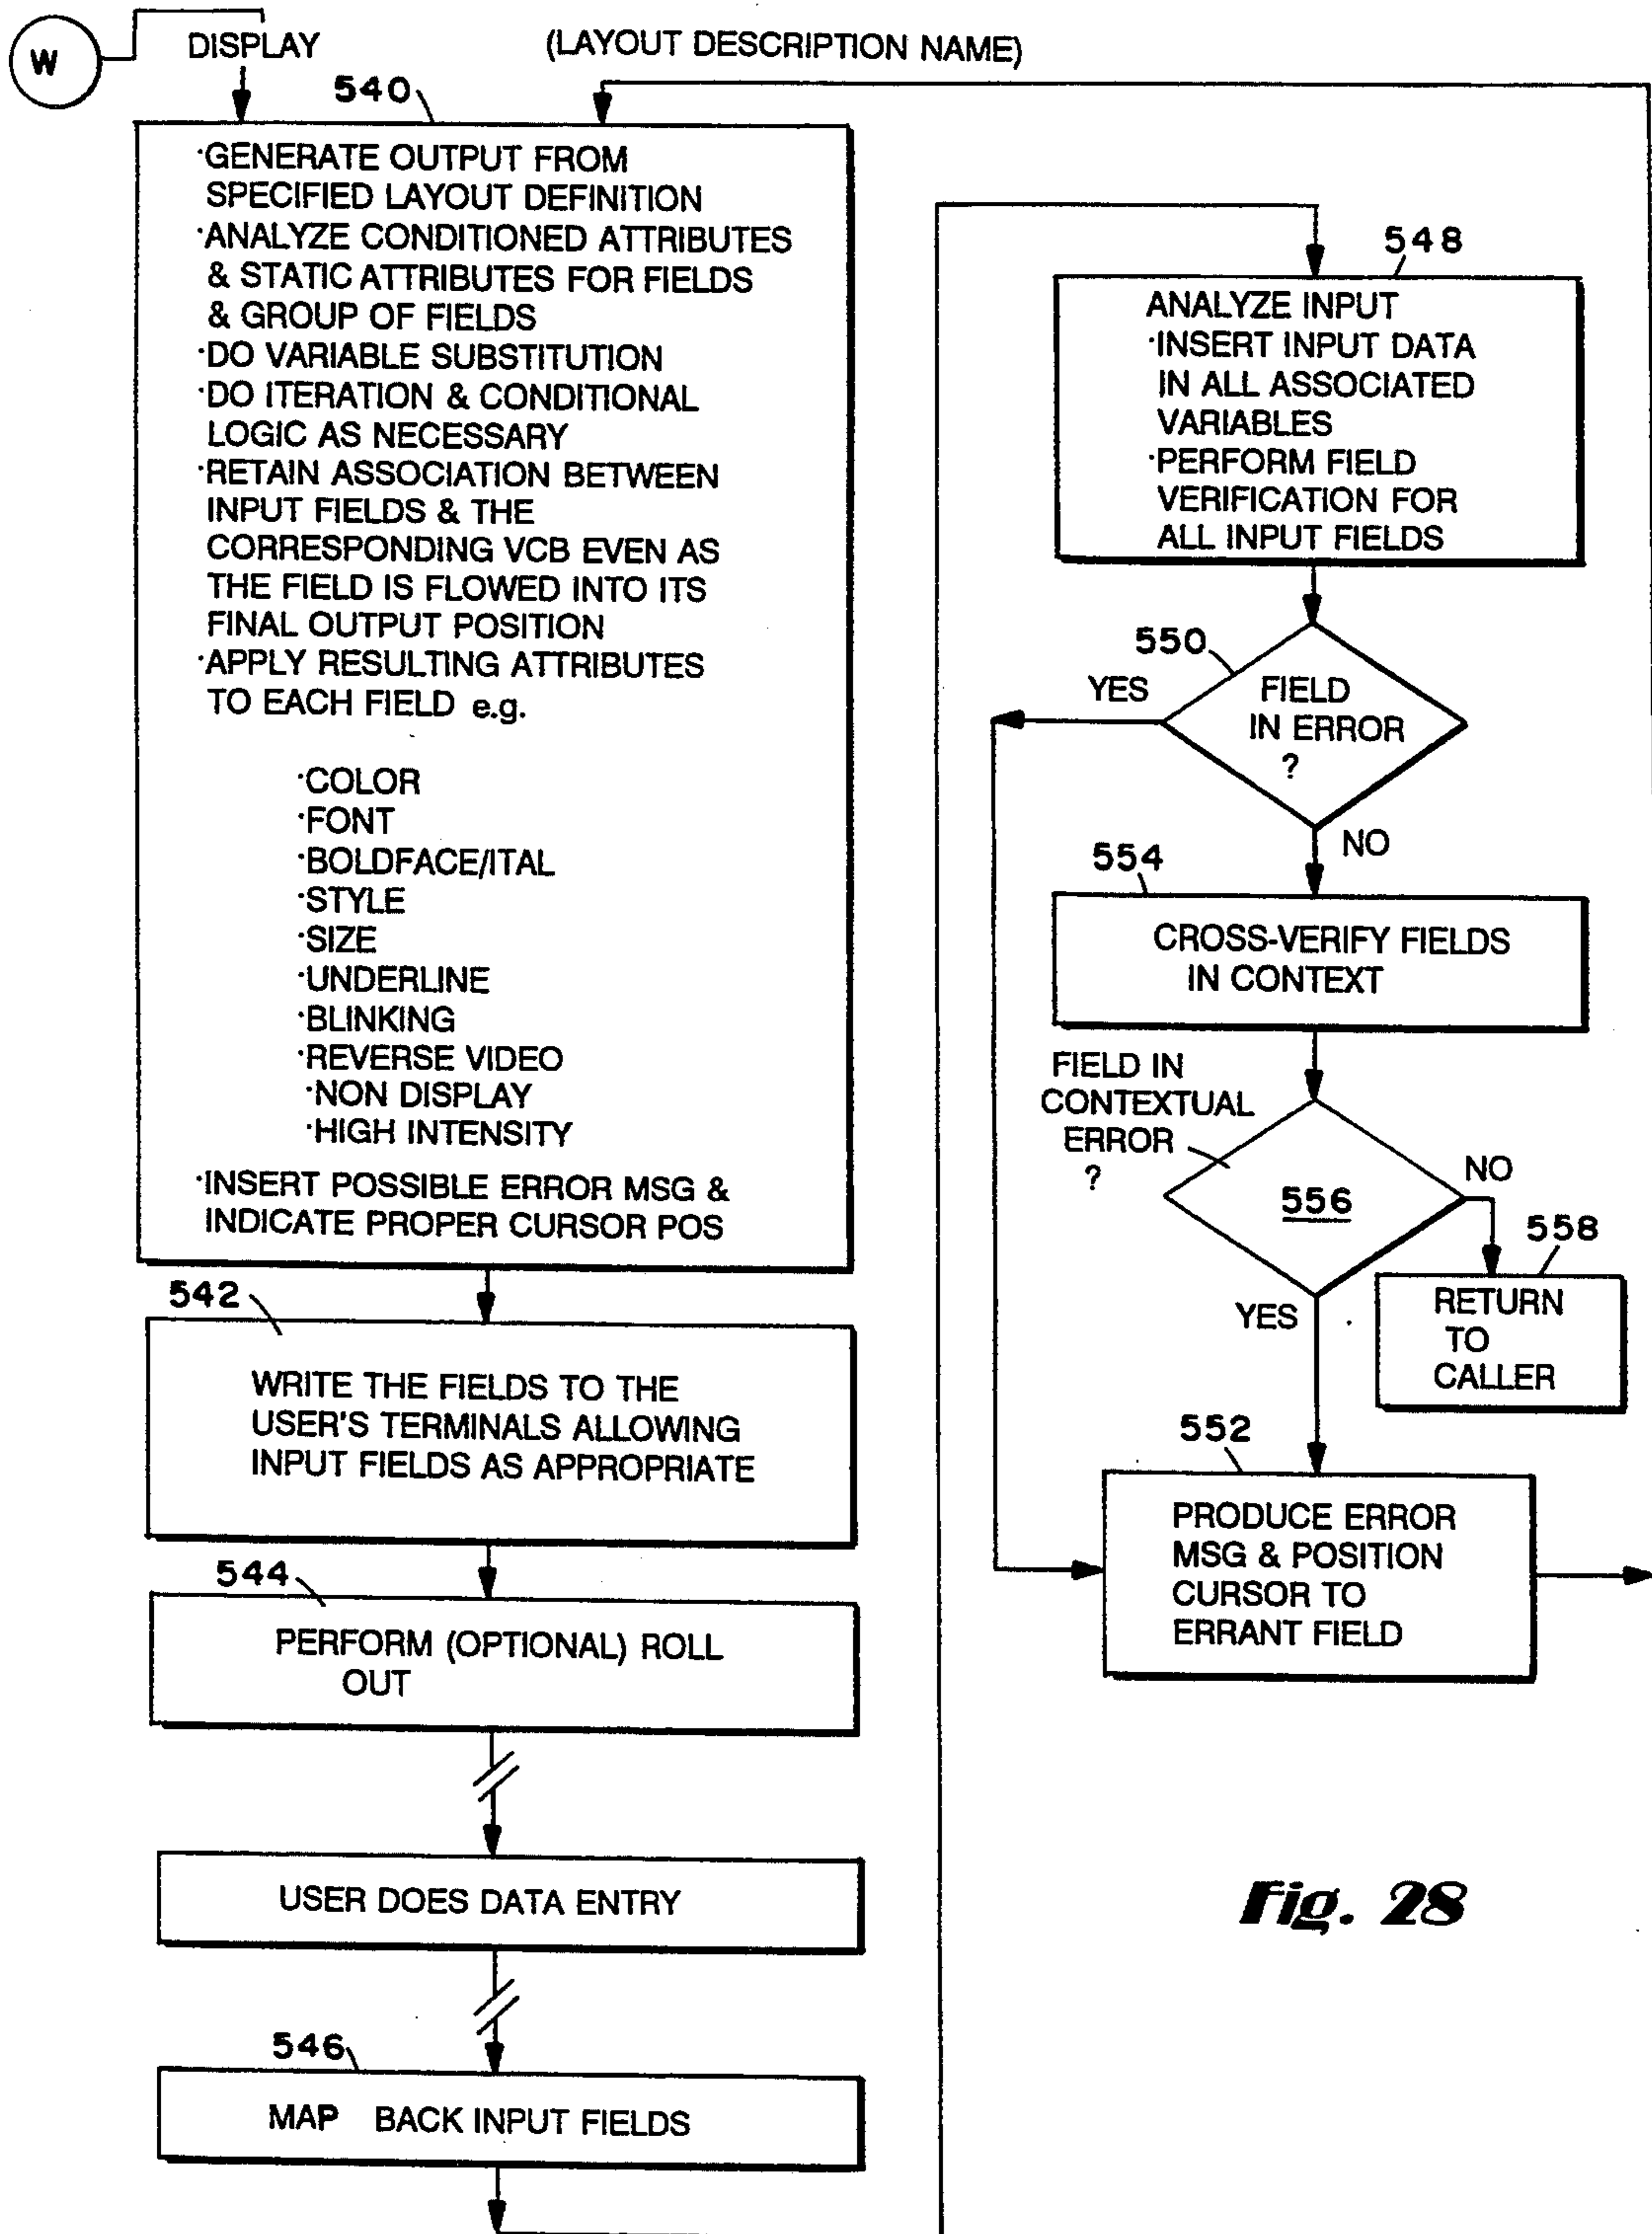 W
DISPLAY
(LAYOUT DESCRIPTION NAME)
540
·GENERATE OUTPUT FROM
SPECIFIED LAYOUT DEFINITION
·ANALYZE CONDITIONED ATTRIBUTES
& STATIC ATTRIBUTES FOR FIELDS
& GROUP OF FIELDS
·DO VARIABLE SUBSTITUTION
·DO ITERATION & CONDITIONAL
LOGIC AS NECESSARY
·RETAIN ASSOCIATION BETWEEN
INPUT FIELDS & THE
CORRESPONDING VCB EVEN AS
THE FIELD IS FLOWED INTO ITS
FINAL OUTPUT POSITION
·APPLY RESULTING ATTRIBUTES
TO EACH FIELD e.g.
·COLOR
·FONT
·BOLDFACE/ITAL
·STYLE
·SIZE
·UNDERLINE
·BLINKING
·REVERSE VIDEO
·NON DISPLAY
·HIGH INTENSITY
·INSERT POSSIBLE ERROR MSG &
INDICATE PROPER CURSOR POS
542
WRITE THE FIELDS TO THE
USER'S TERMINALS ALLOWING
INPUT FIELDS AS APPROPRIATE
544
PERFORM (OPTIONAL) ROLL
OUT
USER DOES DATA ENTRY
546
MAP BACK INPUT FIELDS
548
ANALYZE INPUT
·INSERT INPUT DATA
IN ALL ASSOCIATED
VARIABLES
·PERFORM FIELD
VERIFICATION FOR
ALL INPUT FIELDS
550
YES
FIELD
IN ERROR
?
NO
554
CROSS-VERIFY FIELDS
IN CONTEXT
FIELD IN
CONTEXTUAL
ERROR
?
556
NO
558
YES
RETURN
TO
CALLER
552
PRODUCE ERROR
MSG & POSITION
CURSOR TO
ERRANT FIELD
Fig. 28